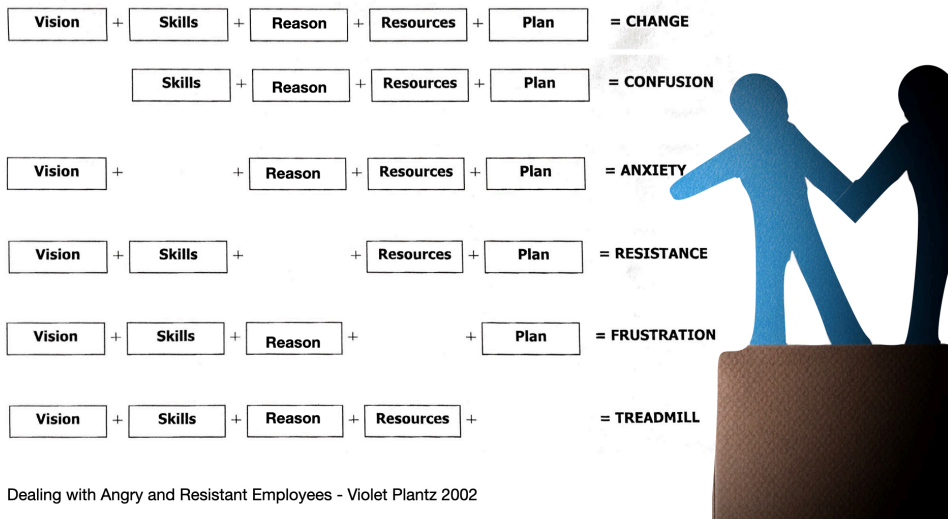 Vision + Skills + Reason + Resources + Plan = CHANGE
Skills + Reason + Resources + Plan = CONFUSION
Vision + + Reason + Resources + Plan = ANXIETY
Vision + Skills + + Resources + Plan = RESISTANCE
Vision + Skills + Reason + + Plan = FRUSTRATION
Vision + Skills + Reason + Resources + = TREADMILL
Dealing with Angry and Resistant Employees - Violet Plantz 2002